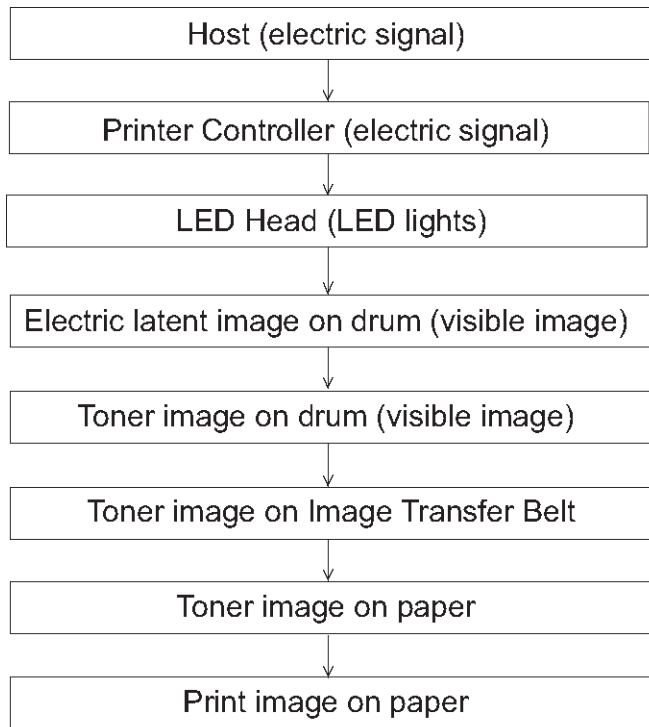 Host (electric signal)
Printer Controller (electric signal)
LED Head (LED lights)
Electric latent image on drum (visible image)
Toner image on drum (visible image)
Toner image on Image Transfer Belt
Toner image on paper
Print image on paper